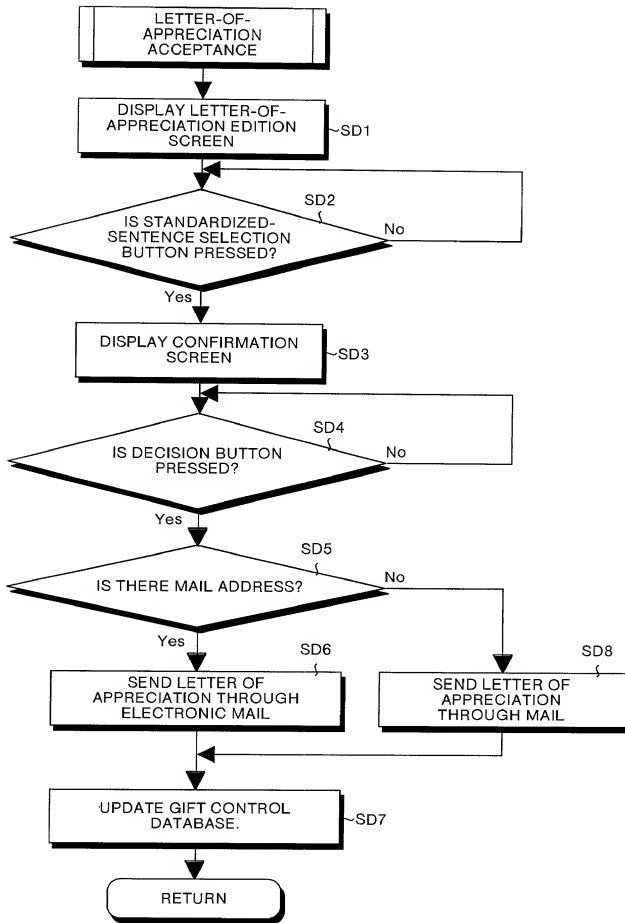 LETTER-OF-
APPRECIATION
ACCEPTANCE
DISPLAY LETTER-OF-
APPRECIATION EDITION
SCREEN
SD1
SD2
IS STANDARDIZED-
SENTENCE SELECTION
BUTTON PRESSED?
No
Yes
DISPLAY CONFIRMATION
SCREEN
SD3
SD4
IS DECISION BUTTON
PRESSED?
No
Yes
SD5
IS THERE MAIL ADDRESS?
No
Yes
SD6
SEND LETTER OF
APPRECIATION THROUGH
ELECTRONIC MAIL
SD8
SEND LETTER OF
APPRECIATION
THROUGH MAIL
UPDATE GIFT CONTROL
DATABASE.
SD7
RETURN